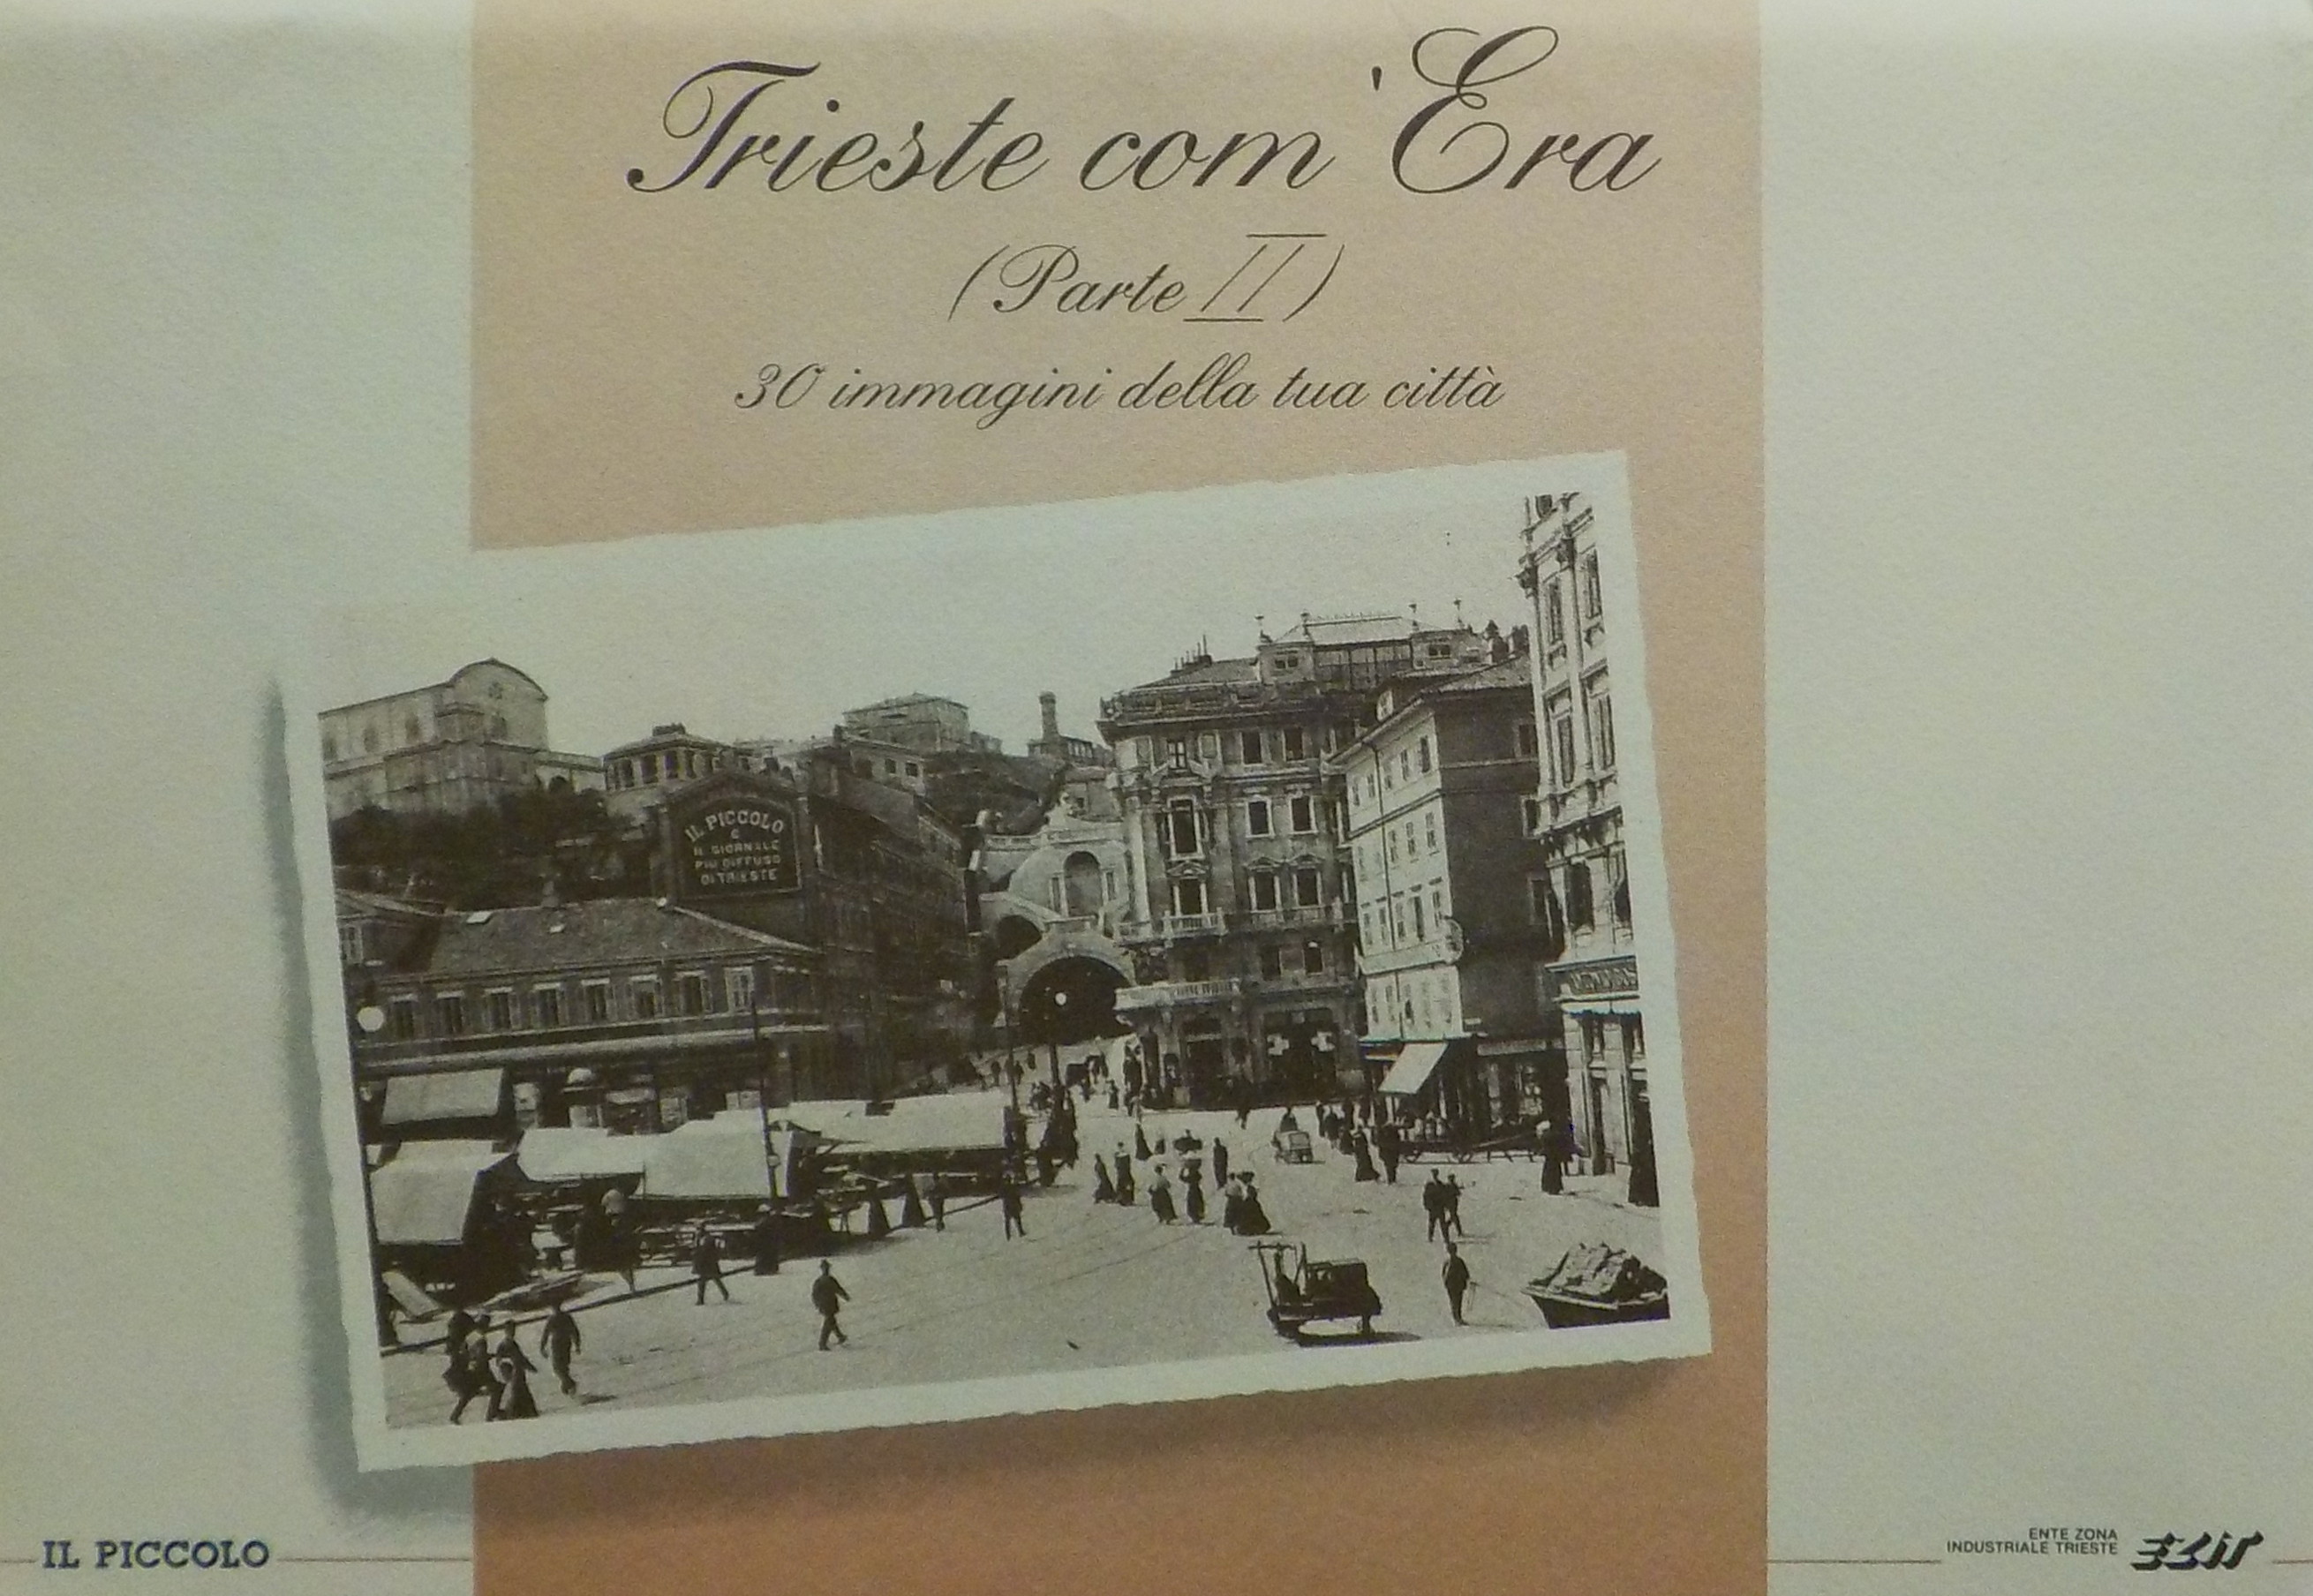 Trieste com'Era
(Parte II)
30 immagini della tua città
IL PICCOLO
È
IL GIORNALE
PIÙ DIFFUSO
DI TRIESTE
IL PICCOLO
ENTE ZONA
INDUSTRIALE TRIESTE
EZIT